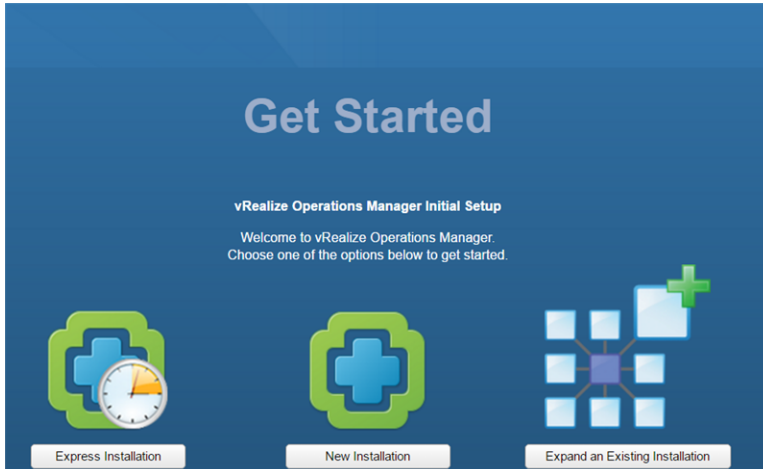 Get Started
vRealize Operations Manager Initial Setup
Welcome to vRealize Operations Manager.
Choose one of the options below to get started.
Express Installation
New Installation
Expand an Existing Installation